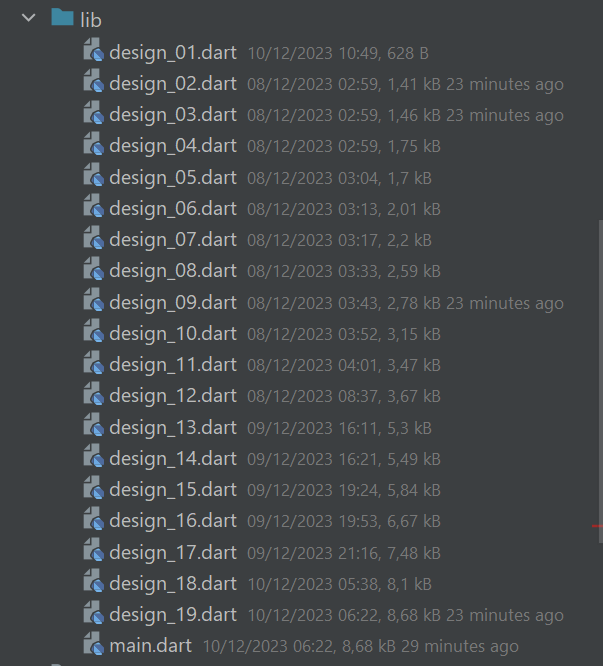 lib
design_01.dart 10/12/2023 10:49, 628 B
design_02.dart 08/12/2023 02:59, 1,41 kB 23 minutes ago
design_03.dart 08/12/2023 02:59, 1,46 kB 23 minutes ago
design_04.dart 08/12/2023 02:59, 1,75 kB
design_05.dart 08/12/2023 03:04, 1,7 kB
design_06.dart 08/12/2023 03:13, 2,01 kB
design_07.dart 08/12/2023 03:17, 2,2 kB
design_08.dart 08/12/2023 03:33, 2,59 kB
design_09.dart 08/12/2023 03:43, 2,78 kB 23 minutes ago
design_10.dart 08/12/2023 03:52, 3,15 kB
design_11.dart 08/12/2023 04:01, 3,47 kB
design_12.dart 08/12/2023 08:37, 3,67 kB
design_13.dart 09/12/2023 16:11, 5,3 kB
design_14.dart 09/12/2023 16:21, 5,49 kB
design_15.dart 09/12/2023 19:24, 5,84 kB
design_16.dart 09/12/2023 19:53, 6,67 kB
design_17.dart 09/12/2023 21:16, 7,48 kB
design_18.dart 10/12/2023 05:38, 8,1 kB
design_19.dart 10/12/2023 06:22, 8,68 kB 23 minutes ago
main.dart 10/12/2023 06:22, 8,68 kB 29 minutes ago